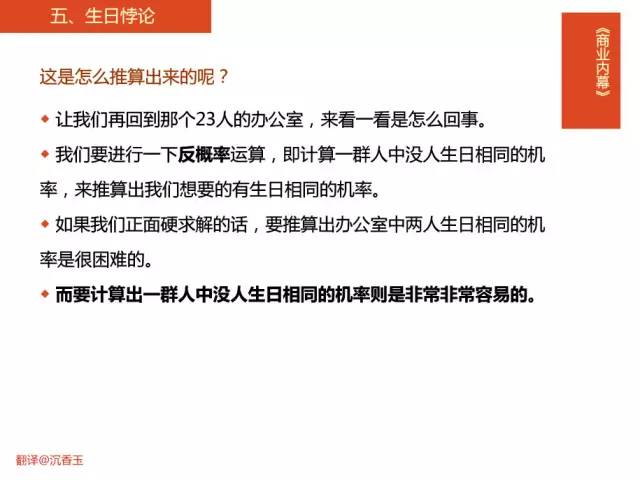 五、生日悖论
《商业内幕》
这是怎么推算出来的呢？
让我们再回到那个23人的办公室，来看一看是怎么回事。
我们要进行一下反概率运算，即计算一群人中没人生日相同的机
率，来推算出我们想要的有生日相同的机率。
如果我们正面硬求解的话，要推算出办公室中两人生日相同的机
率是很困难的。
而要计算出一群人中没人生日相同的机率则是非常非常容易的。
翻译@沉香玉